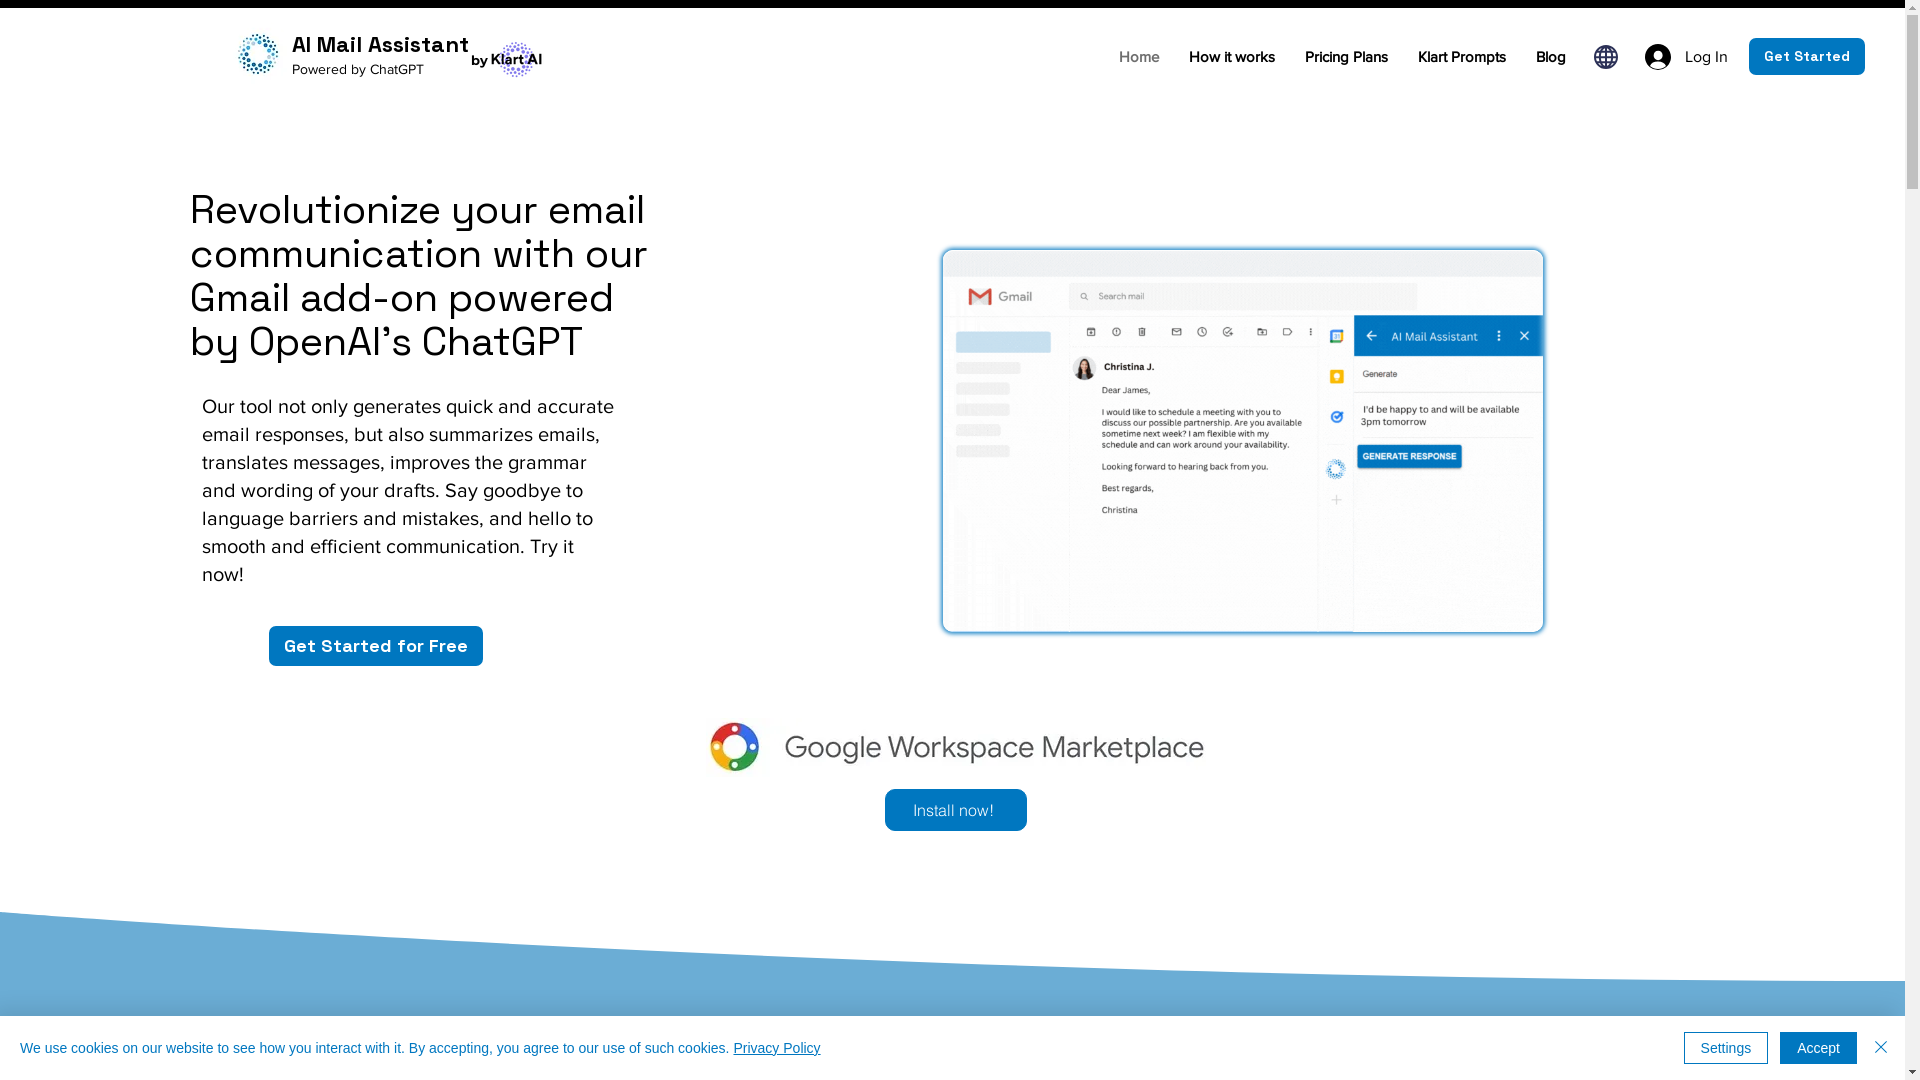 AI Mail Assistant
Powered by ChatGPT
by Klart AI
Home
How it works
Pricing Plans
Klart Prompts
Blog
Log In
Get Started
Revolutionize your email
communication with our
Gmail add-on powered
by OpenAI's ChatGPT
Our tool not only generates quick and accurate
email responses, but also summarizes emails,
translates messages, improves the grammar
and wording of your drafts. Say goodbye to
language barriers and mistakes, and hello to
smooth and efficient communication. Try it
now!
Get Started for Free
Gmail
Search mail
Christina J.
Dear James,
I would like to schedule a meeting with you to
discuss our possible partnership. Are you available
sometime next week? I am flexible with my
schedule and can work around your availability.
Looking forward to hearing back from you.
Best regards,
Christina
AI Mail Assistant
Generate
I'd be happy to and will be available
3pm tomorrow
GENERATE RESPONSE
Google Workspace Marketplace
Install now!
We use cookies on our website to see how you interact with it. By accepting, you agree to our use of such cookies. Privacy Policy
Settings
Accept